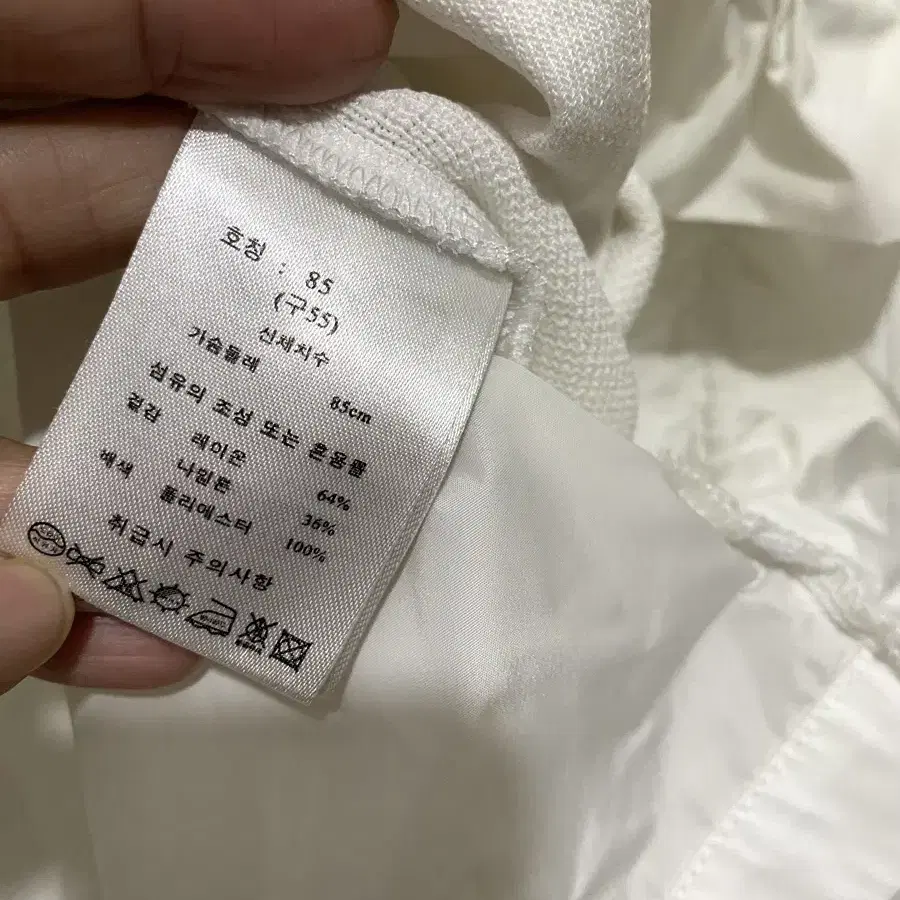 호칭 : 85
(구55)
신체치수
가슴둘레 85cm
섬유의 조성 또는 혼용률
겉감 레이온 64%
나일론 36%
배색 폴리에스터 100%
취급시 주의사항